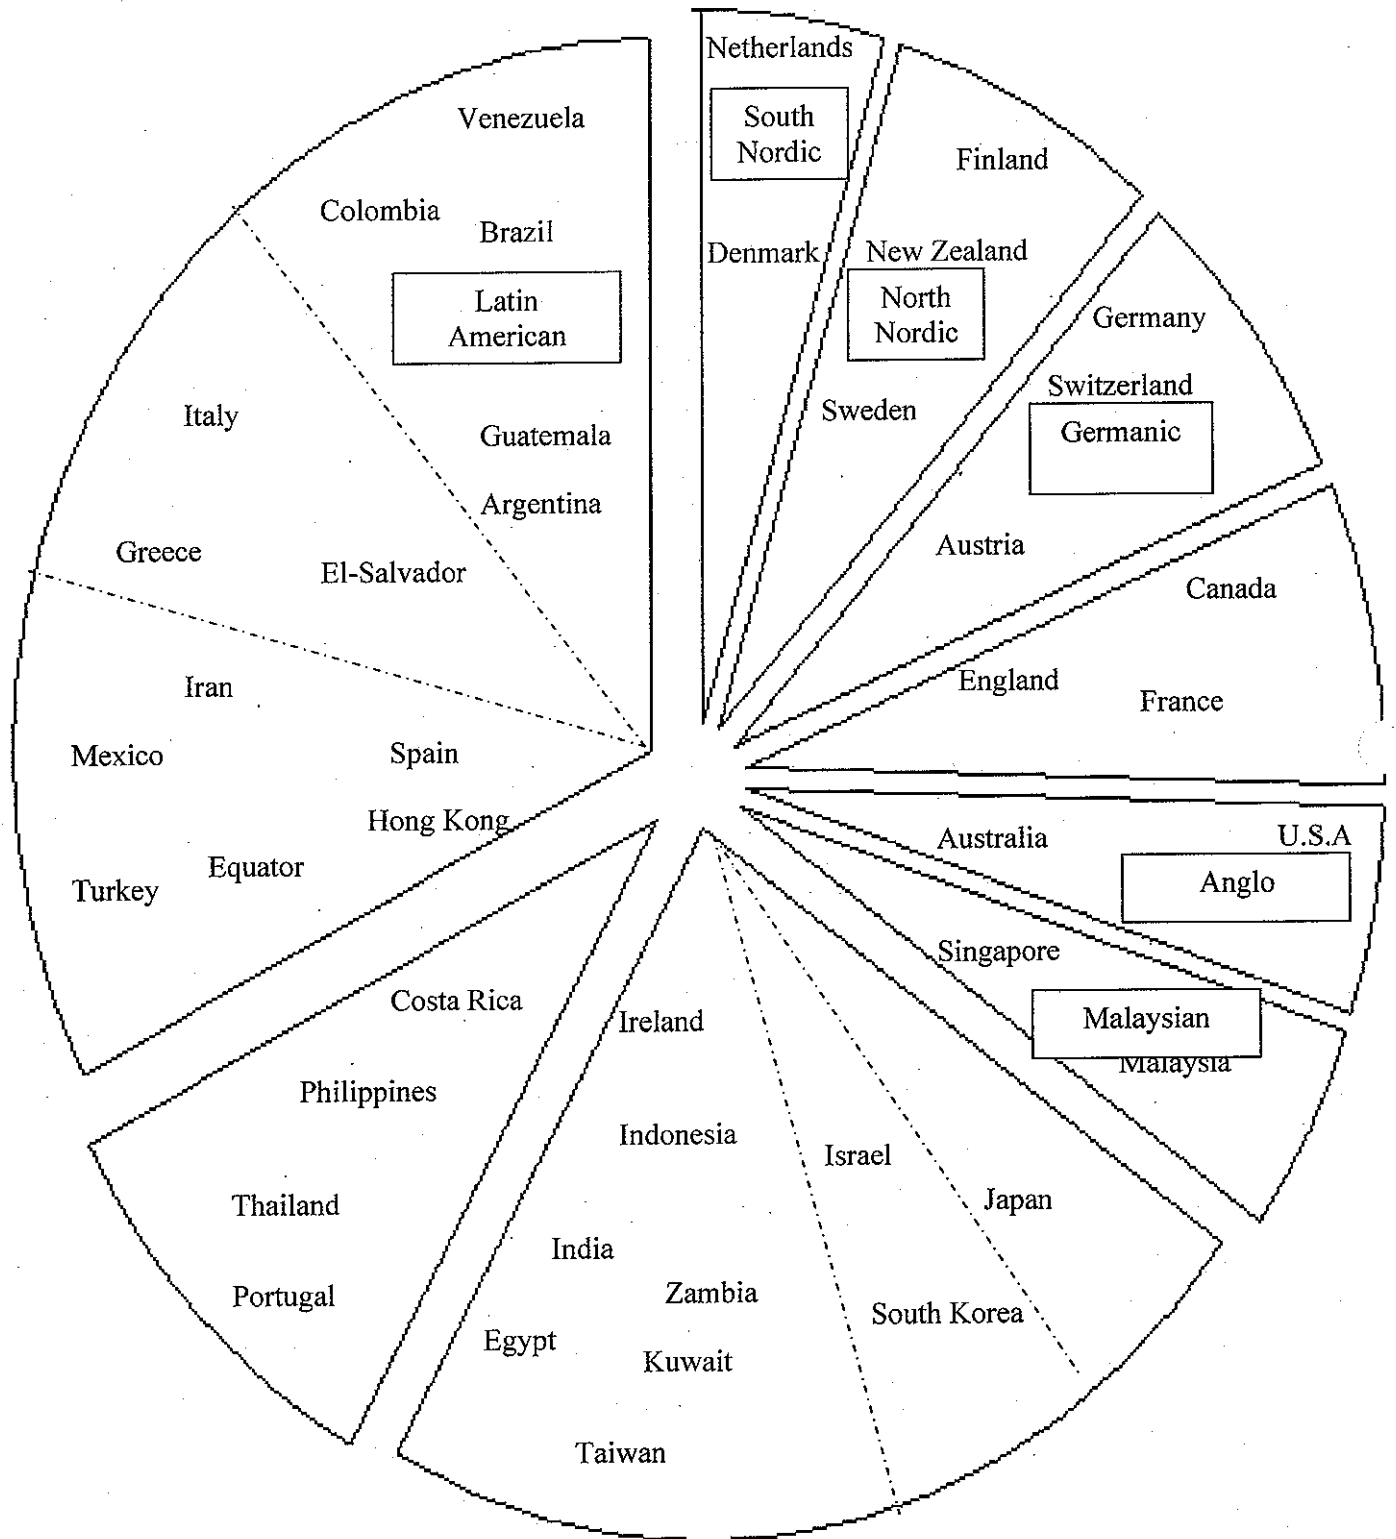 Netherlands
South
Nordic
Denmark
Finland
New Zealand
North
Nordic
Sweden
Germany
Switzerland
Germanic
Austria
Canada
England
France
Australia
U.S.A
Anglo
Singapore
Malaysian
Malaysia
Japan
Israel
South Korea
Ireland
Indonesia
India
Zambia
Egypt
Kuwait
Taiwan
Costa Rica
Philippines
Thailand
Portugal
Iran
Mexico
Spain
Hong Kong
Equator
Turkey
Italy
Greece
El-Salvador
Venezuela
Colombia
Brazil
Latin
American
Guatemala
Argentina